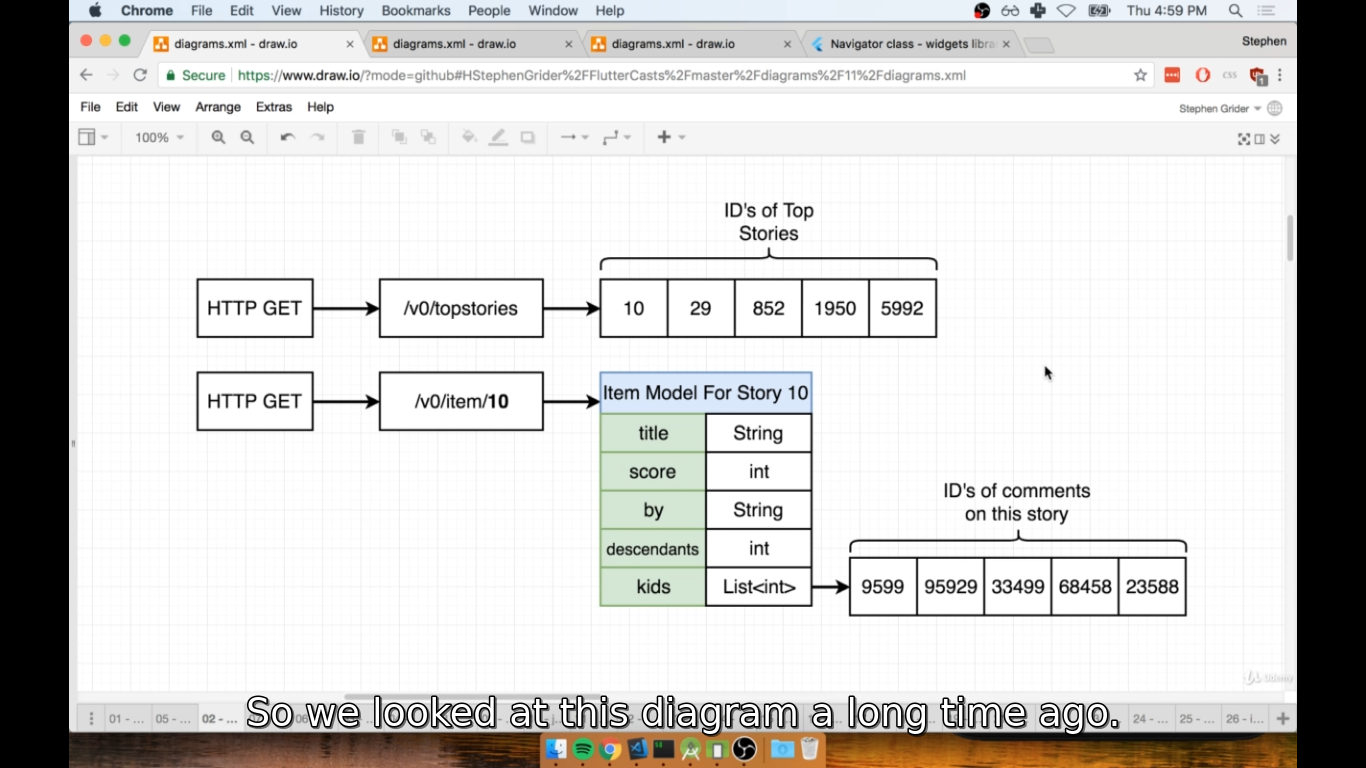 Chrome File Edit View History Bookmarks People Window Help Thu 4:59 PM
diagrams.xml - draw.io diagrams.xml - draw.io diagrams.xml - draw.io Navigator class - widgets libra Stephen
Secure https://www.draw.io/?mode=github#HStephenGrider%2FFlutterCasts%2Fmaster%2Fdiagrams%2F11%2Fdiagrams.xml css 1
File Edit View Arrange Extras Help Stephen Grider
100%
ID's of Top
Stories
HTTP GET /v0/topstories 10 29 852 1950 5992
HTTP GET /v0/item/10 Item Model For Story 10
title String
score int
by String
descendants int
kids List<int>
ID's of comments
on this story
9599 95929 33499 68458 23588
Udemy
01 - ... 05 - ... 02 - ... 24 - ... 25 - ... 26 - i...
So we looked at this diagram a long time ago.